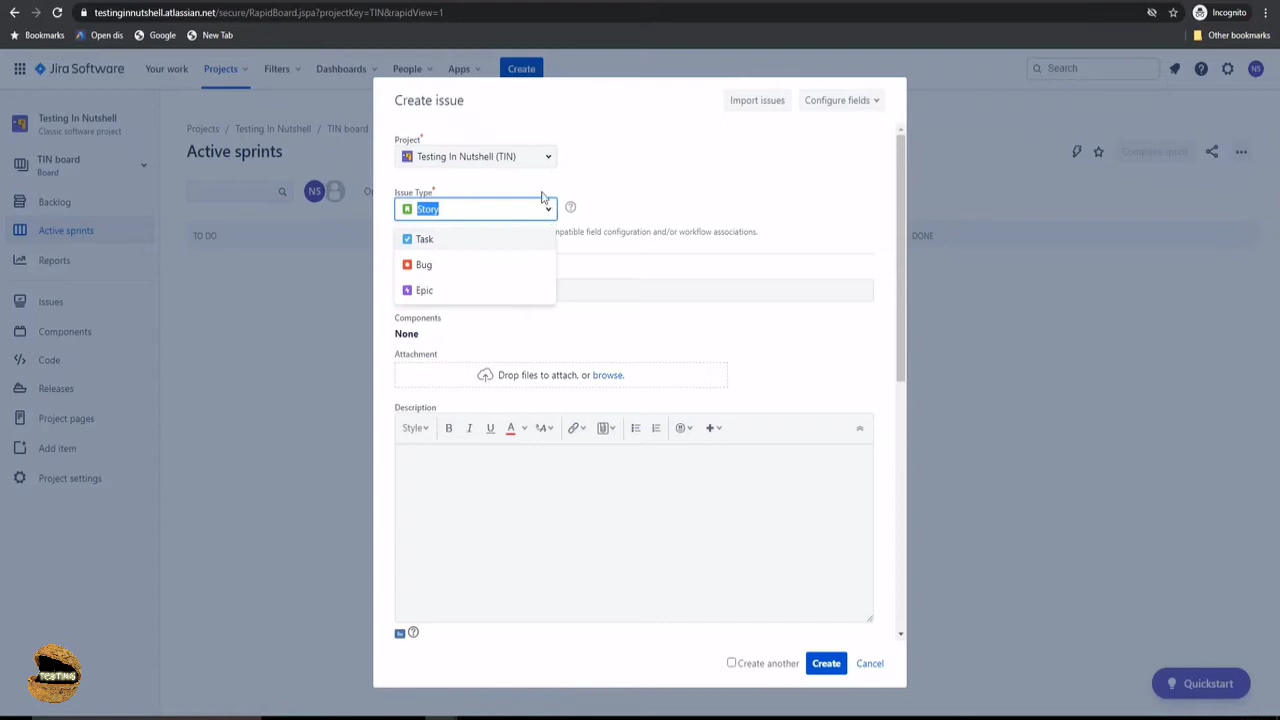 testinginnutshell.atlassian.net/secure/RapidBoard.jspa?projectKey=TIN&rapidView=1
Incognito
Bookmarks
Open dis
Google
New Tab
Other bookmarks
Jira Software
Your work
Projects
Filters
Dashboards
People
Apps
Create
Search
NS
Testing In Nutshell
Classic software project
TIN board
Board
Backlog
Active sprints
Reports
Issues
Components
Code
Releases
Project pages
Add item
Project settings
Projects / Testing In Nutshell / TIN board
Active sprints
NS
Complete sprint
TO DO
DONE
Create issue
Import issues
Configure fields
Project*
Testing In Nutshell (TIN)
Issue Type*
Story
field configuration and/or workflow associations.
Task
Bug
Epic
Components
None
Attachment
Drop files to attach, or browse.
Description
Style
B I U A
Create another
Create
Cancel
Quickstart
TESTING